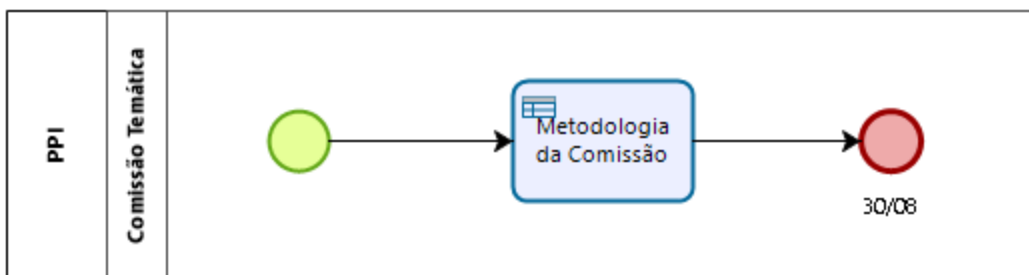 PPI
Comissão Temática
Metodologia
da Comissão
30/08